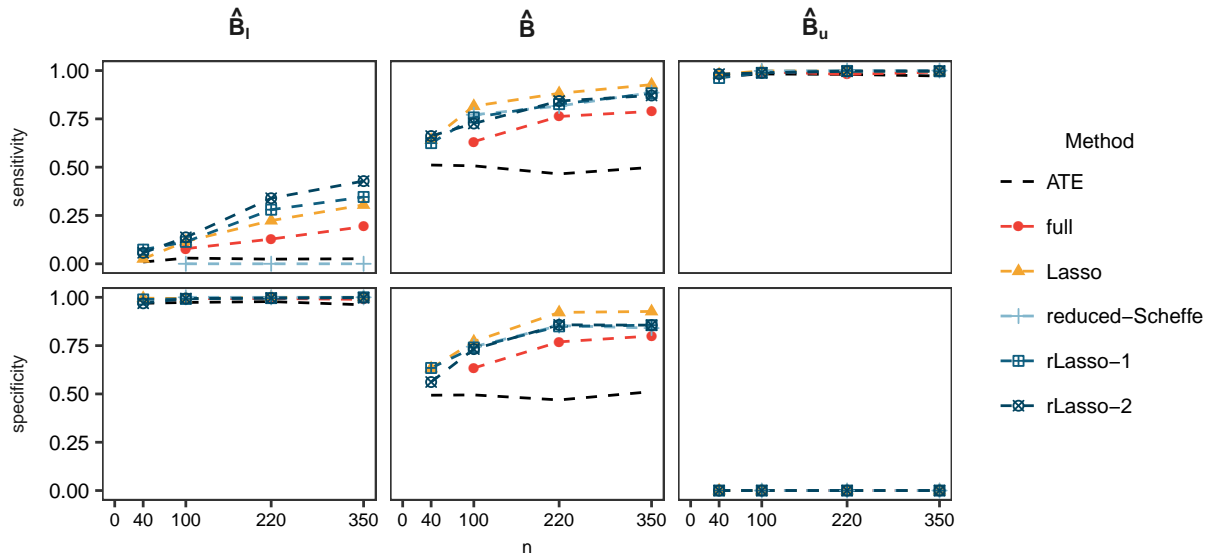 B̂ₗ B̂ B̂ᵤ
1.00
0.75
0.50
0.25
0.00
sensitivity
1.00
0.75
0.50
0.25
0.00
specificity
0 40 100 220 350
0 40 100 220 350
0 40 100 220 350
n
Method
ATE
full
Lasso
reduced−Scheffe
rLasso−1
rLasso−2